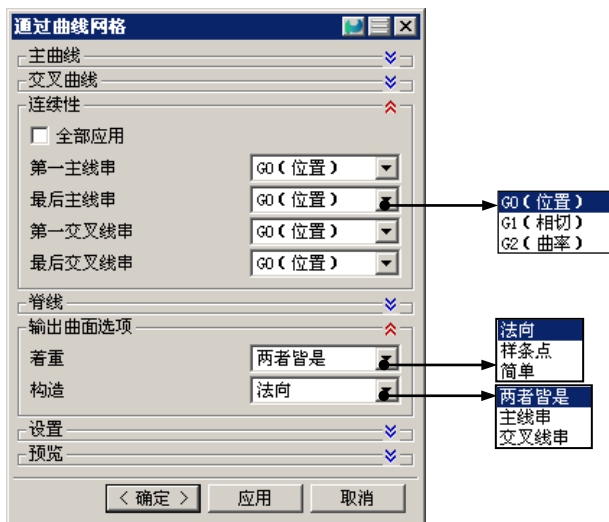 通过曲线网格
主曲线
交叉曲线
连续性
全部应用
第一主线串 G0(位置)
最后主线串 G0(位置)
第一交叉线串 G0(位置)
最后交叉线串 G0(位置)
脊线
输出曲面选项
着重 两者皆是
构造 法向
设置
预览
<确定> 应用 取消
G0(位置)
G1(相切)
G2(曲率)
法向
样条点
简单
两者皆是
主线串
交叉线串